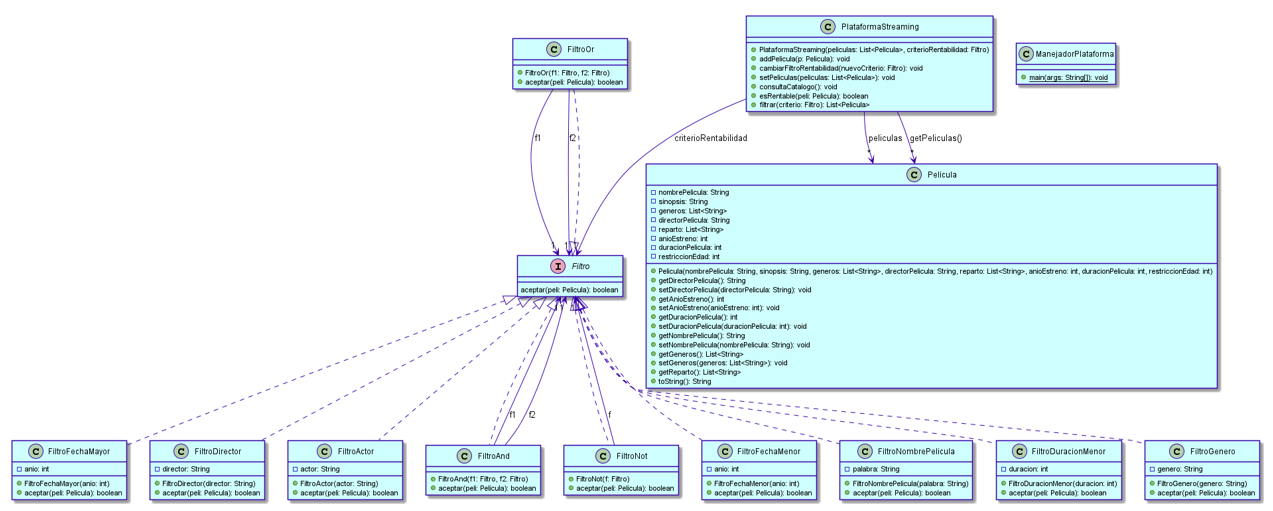 C PlataformaStreaming
PlataformaStreaming(peliculas: List<Pelicula>, criterioRentabilidad: Filtro)
addPelicula(p: Pelicula): void
cambiarFiltroRentabilidad(nuevoCriterio: Filtro): void
setPeliculas(peliculas: List<Pelicula>): void
consultaCatalogo(): void
esRentable(peli: Pelicula): boolean
filtrar(criterio: Filtro): List<Pelicula>
C FiltroOr
FiltroOr(f1: Filtro, f2: Filtro)
aceptar(peli: Pelicula): boolean
C ManejadorPlataforma
main(args: String[]): void
f1
f2
criterioRentabilidad
peliculas
getPeliculas()
*
*
1
1
C Pelicula
nombrePelicula: String
sinopsis: String
generos: List<String>
directorPelicula: String
reparto: List<String>
anioEstreno: int
duracionPelicula: int
restriccionEdad: int
Pelicula(nombrePelicula: String, sinopsis: String, generos: List<String>, directorPelicula: String, reparto: List<String>, anioEstreno: int, duracionPelicula: int, restriccionEdad: int)
getDirectorPelicula(): String
setDirectorPelicula(directorPelicula: String): void
getAnioEstreno(): int
setAnioEstreno(anioEstreno: int): void
getDuracionPelicula(): int
setDuracionPelicula(duracionPelicula: int): void
getNombrePelicula(): String
setNombrePelicula(nombrePelicula: String): void
getGeneros(): List<String>
setGeneros(generos: List<String>): void
getReparto(): List<String>
toString(): String
I Filtro
aceptar(peli: Pelicula): boolean
f1
f2
f
C FiltroFechaMayor
anio: int
FiltroFechaMayor(anio: int)
aceptar(peli: Pelicula): boolean
C FiltroDirector
director: String
FiltroDirector(director: String)
aceptar(peli: Pelicula): boolean
C FiltroActor
actor: String
FiltroActor(actor: String)
aceptar(peli: Pelicula): boolean
C FiltroAnd
FiltroAnd(f1: Filtro, f2: Filtro)
aceptar(peli: Pelicula): boolean
C FiltroNot
FiltroNot(f: Filtro)
aceptar(peli: Pelicula): boolean
C FiltroFechaMenor
anio: int
FiltroFechaMenor(anio: int)
aceptar(peli: Pelicula): boolean
C FiltroNombrePelicula
palabra: String
FiltroNombrePelicula(palabra: String)
aceptar(peli: Pelicula): boolean
C FiltroDuracionMenor
duracion: int
FiltroDuracionMenor(duracion: int)
aceptar(peli: Pelicula): boolean
C FiltroGenero
genero: String
FiltroGenero(genero: String)
aceptar(peli: Pelicula): boolean